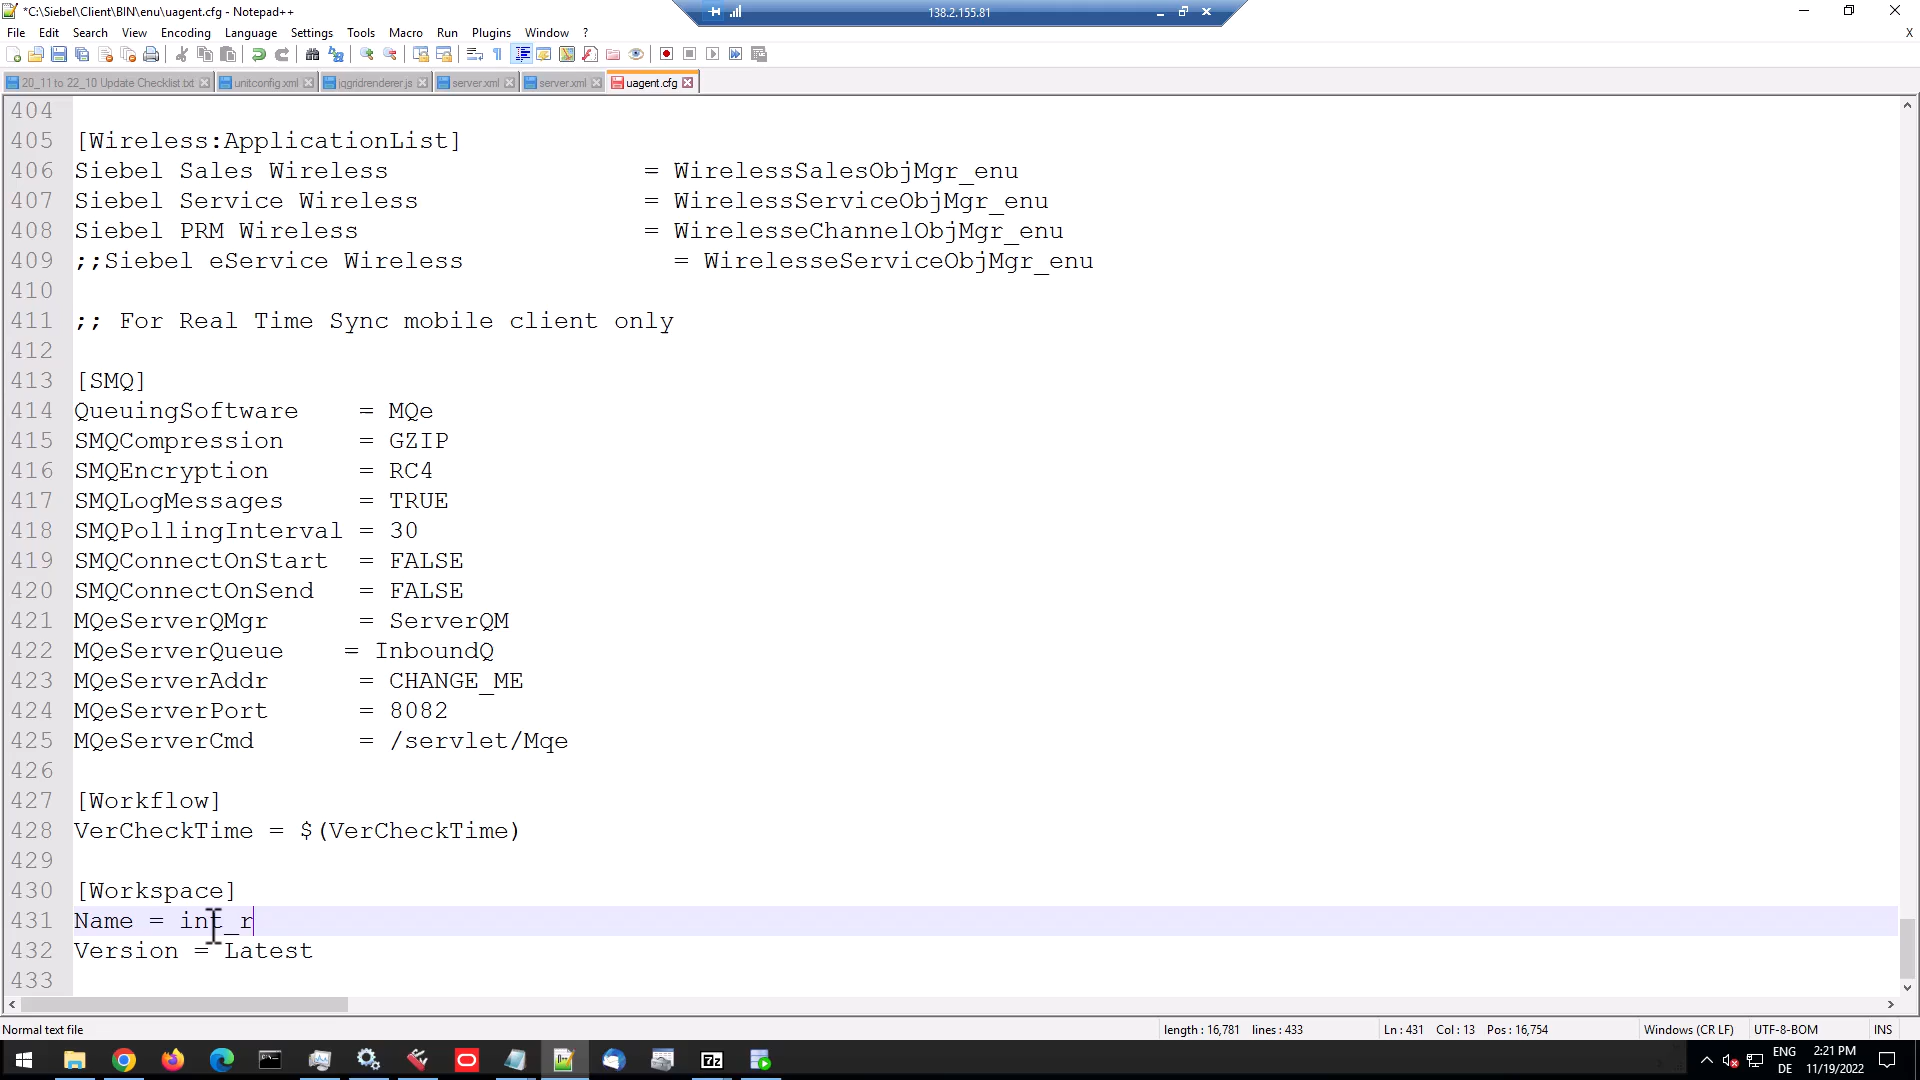 *C:\Siebel\Client\BIN\enu\uagent.cfg - Notepad++
138.2.155.81
File Edit Search View Encoding Language Settings Tools Macro Run Plugins Window ? X
20_11 to 22_10 Update Checklist.txt unitconfig.xml jqgridrenderer.js server.xml server.xml uagent.cfg
404
405 [Wireless:ApplicationList]
406 Siebel Sales Wireless = WirelessSalesObjMgr_enu
407 Siebel Service Wireless = WirelessServiceObjMgr_enu
408 Siebel PRM Wireless = WirelesseChannelObjMgr_enu
409 ;;Siebel eService Wireless = WirelesseServiceObjMgr_enu
410
411 ;; For Real Time Sync mobile client only
412
413 [SMQ]
414 QueuingSoftware = MQe
415 SMQCompression = GZIP
416 SMQEncryption = RC4
417 SMQLogMessages = TRUE
418 SMQPollingInterval = 30
419 SMQConnectOnStart = FALSE
420 SMQConnectOnSend = FALSE
421 MQeServerQMgr = ServerQM
422 MQeServerQueue = InboundQ
423 MQeServerAddr = CHANGE_ME
424 MQeServerPort = 8082
425 MQeServerCmd = /servlet/Mqe
426
427 [Workflow]
428 VerCheckTime = $(VerCheckTime)
429
430 [Workspace]
431 Name = int_r
432 Version = Latest
433
Normal text file length : 16,781 lines : 433 Ln : 431 Col : 13 Pos : 16,754 Windows (CR LF) UTF-8-BOM INS
7z ENG 2:21 PM
DE 11/19/2022